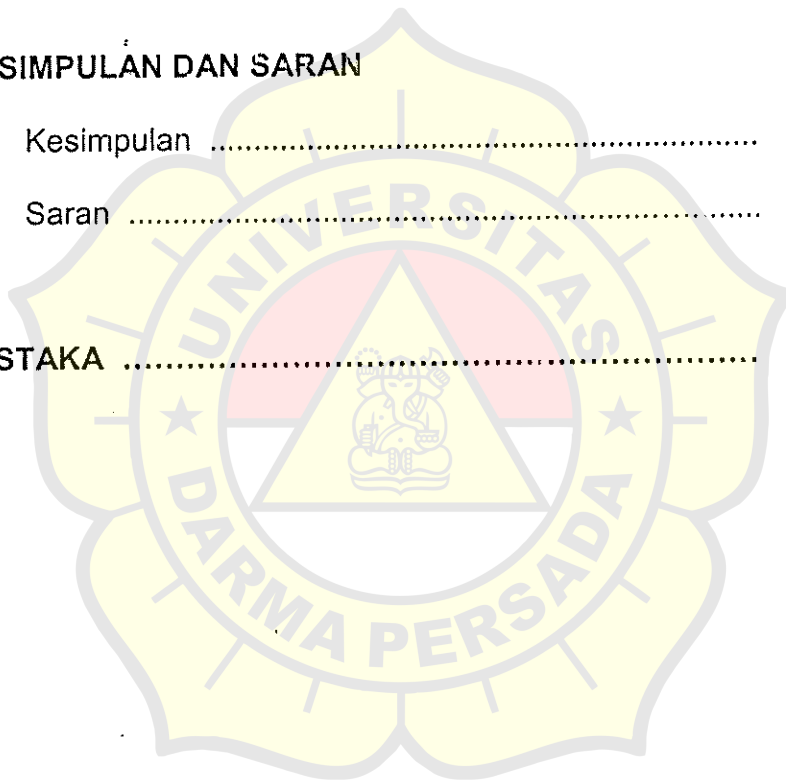 SIMPULAN DAN SARAN
Kesimpulan ............................................................
Saran .....................................................................
STAKA .....................................................................
UNIVERSITAS
DARMA PERSADA